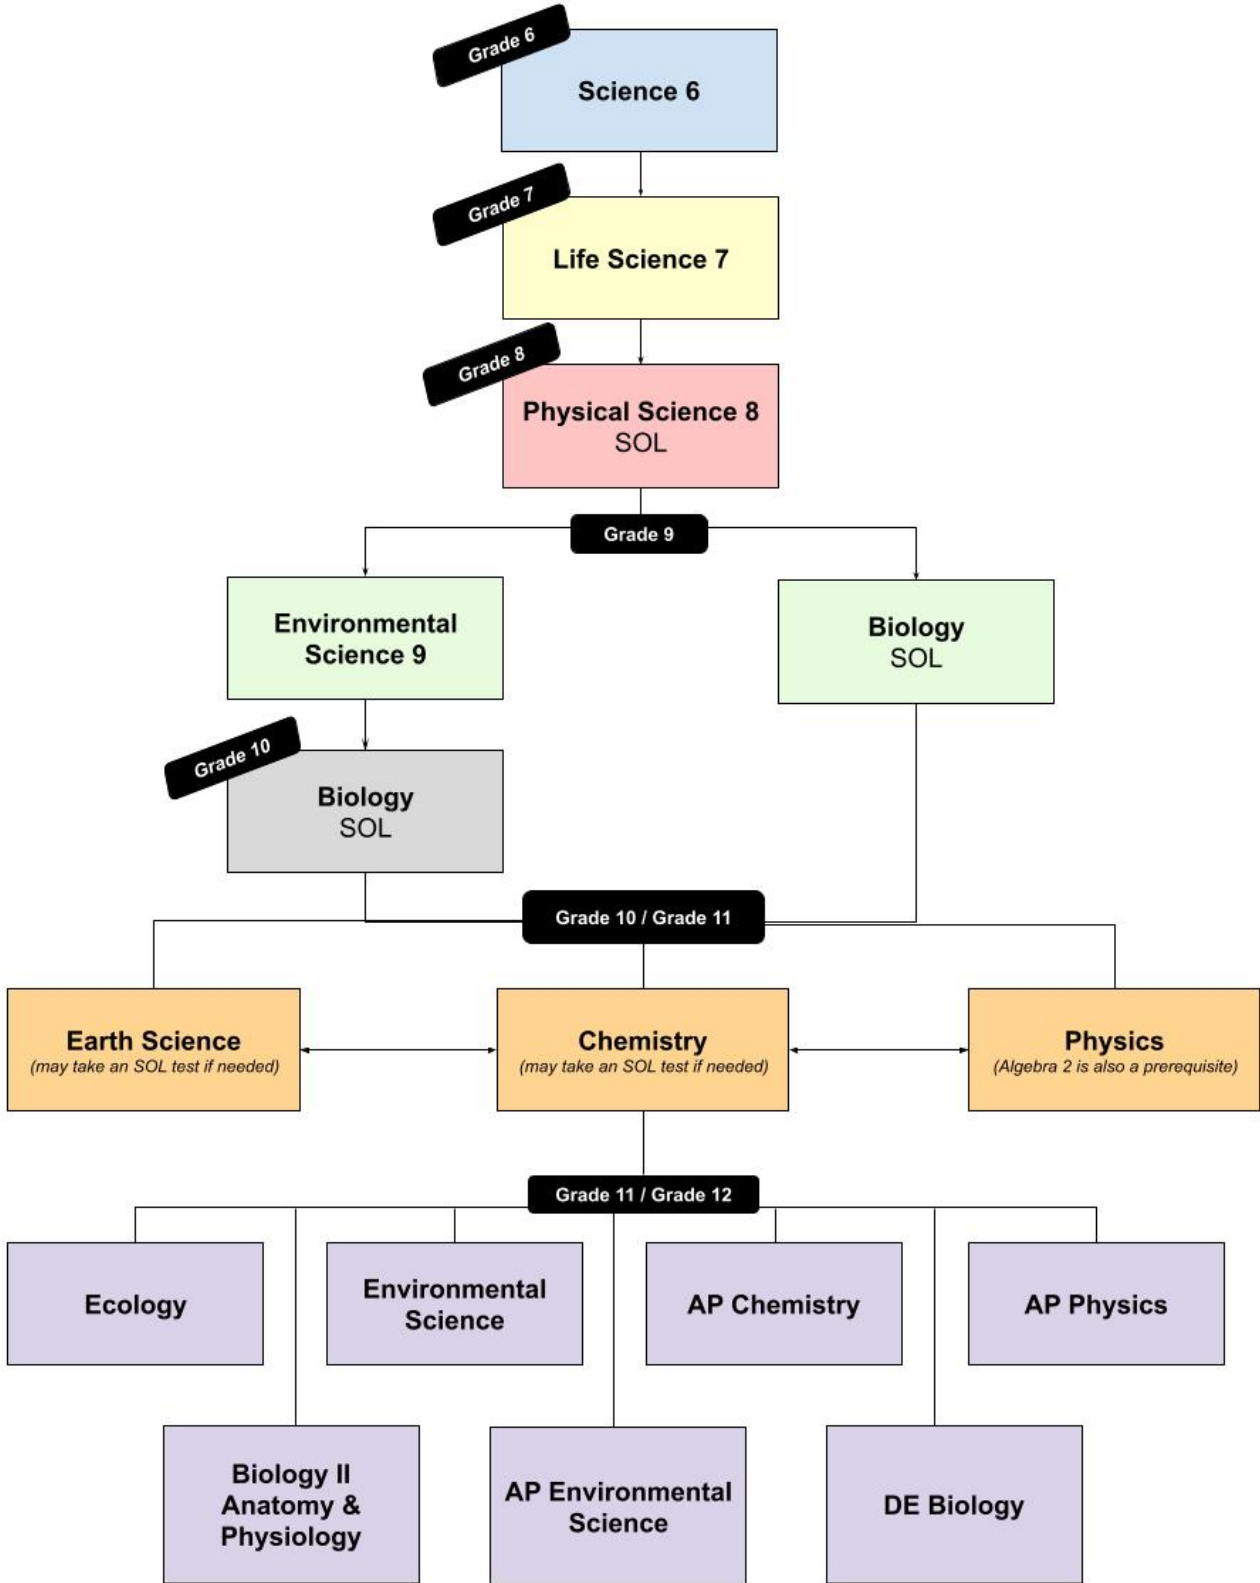 Grade 6
Science 6
Grade 7
Life Science 7
Grade 8
Physical Science 8
SOL
Grade 9
Environmental
Science 9
Biology
SOL
Grade 10
Biology
SOL
Grade 10 / Grade 11
Earth Science
(may take an SOL test if needed)
Chemistry
(may take an SOL test if needed)
Physics
(Algebra 2 is also a prerequisite)
Grade 11 / Grade 12
Ecology
Environmental
Science
AP Chemistry
AP Physics
Biology II
Anatomy &
Physiology
AP Environmental
Science
DE Biology